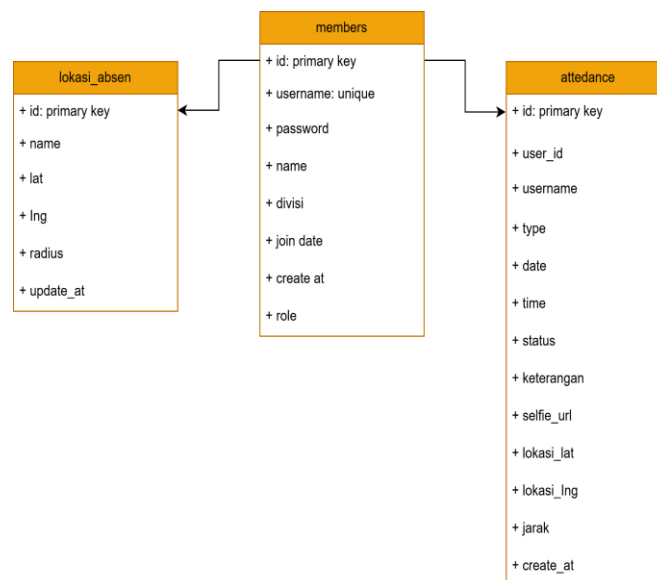 lokasi_absen
+ id: primary key
+ name
+ lat
+ lng
+ radius
+ update_at
members
+ id: primary key
+ username: unique
+ password
+ name
+ divisi
+ join date
+ create at
+ role
attedance
+ id: primary key
+ user_id
+ username
+ type
+ date
+ time
+ status
+ keterangan
+ selfie_url
+ lokasi_lat
+ lokasi_lng
+ jarak
+ create_at